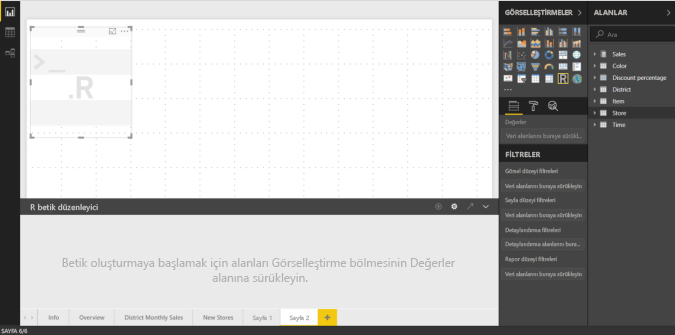 GÖRSELLEŞTİRMELER
ALANLAR
Ara
Sales
Color
Discount percentage
District
Item
Store
Time
R
Değerler
Veri alanlarını buraya sürükl...
FİLTRELER
Görsel düzeyi filtreleri
Veri alanlarını buraya sürükleyin
Sayfa düzeyi filtreleri
Veri alanlarını buraya sürükleyin
Detaylandırma filtreleri
Detaylandırma alanlarını bura...
Rapor düzeyi filtreleri
Veri alanlarını buraya sürükleyin
>_
.R
R betik düzenleyici
Betik oluşturmaya başlamak için alanları Görselleştirme bölmesinin Değerler
alanına sürükleyin.
Info
Overview
District Monthly Sales
New Stores
Sayfa 1
Sayfa 2
+
SAYFA 6/6